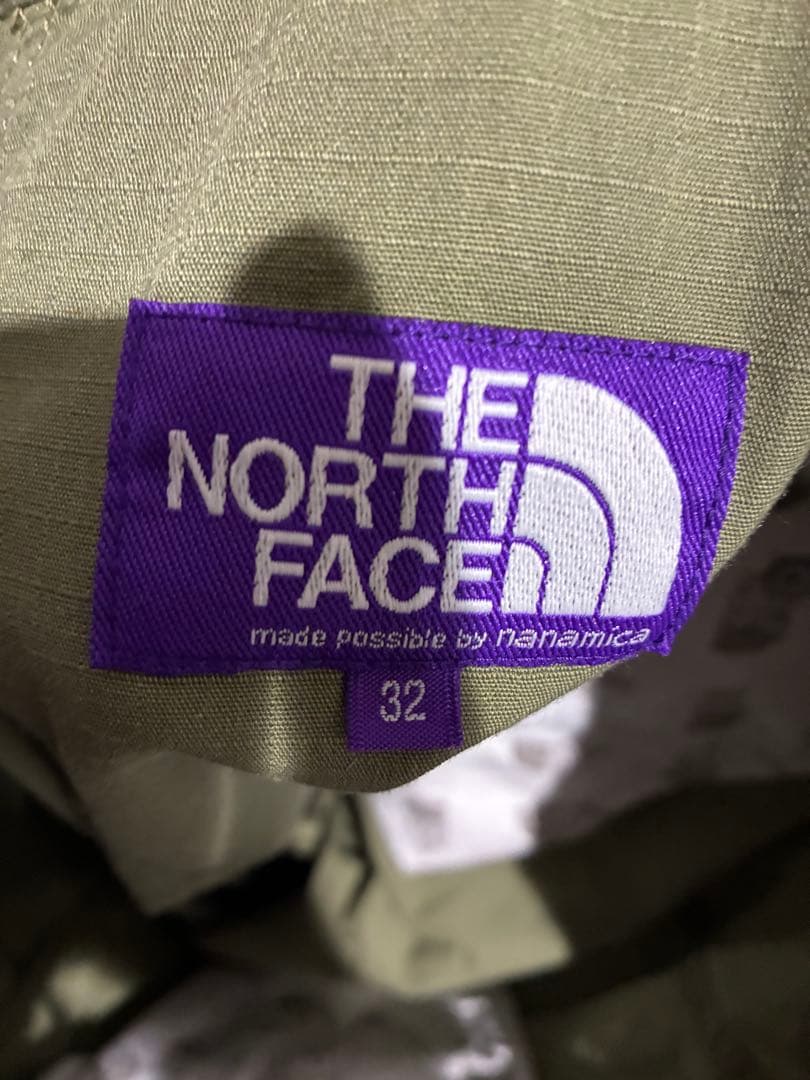 THE
NORTH
FACE
made possible by nanamica
32